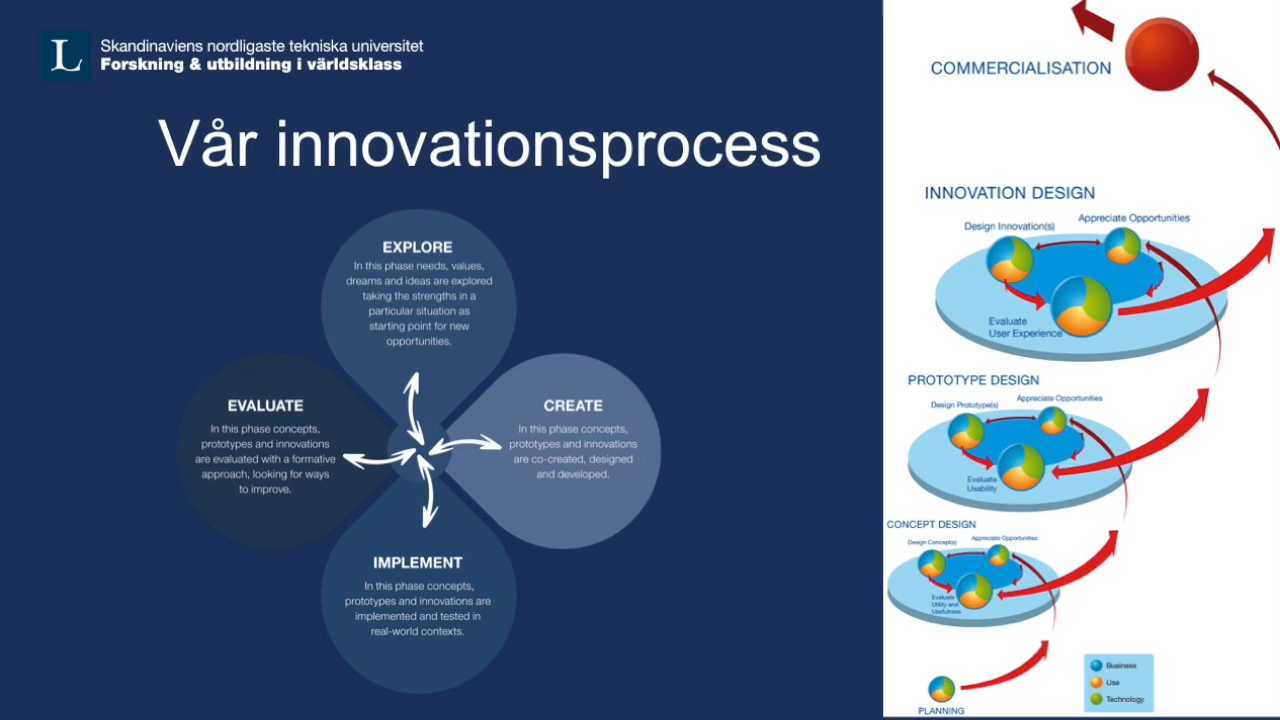 L
Skandinaviens nordligaste tekniska universitet
Forskning & utbildning i världsklass
Vår innovationsprocess
EXPLORE
In this phase needs, values,
dreams and ideas are explored
taking the strengths in a
particular situation as
starting point for new
opportunities.
EVALUATE
In this phase concepts,
prototypes and innovations
are evaluated with a formative
approach, looking for ways
to improve.
CREATE
In this phase concepts,
prototypes and innovations
are co-created, designed
and developed.
IMPLEMENT
In this phase concepts,
prototypes and innovations are
implemented and tested in
real-world contexts.
COMMERCIALISATION
INNOVATION DESIGN
Design Innovation(s)
Appreciate Opportunities
Evaluate
User Experience
PROTOTYPE DESIGN
Design Prototype(s)
Appreciate Opportunities
Evaluate
Usability
CONCEPT DESIGN
Design Concept(s)
Appreciate Opportunities
Evaluate
Utility and
Usefulness
PLANNING
Business
Use
Technology